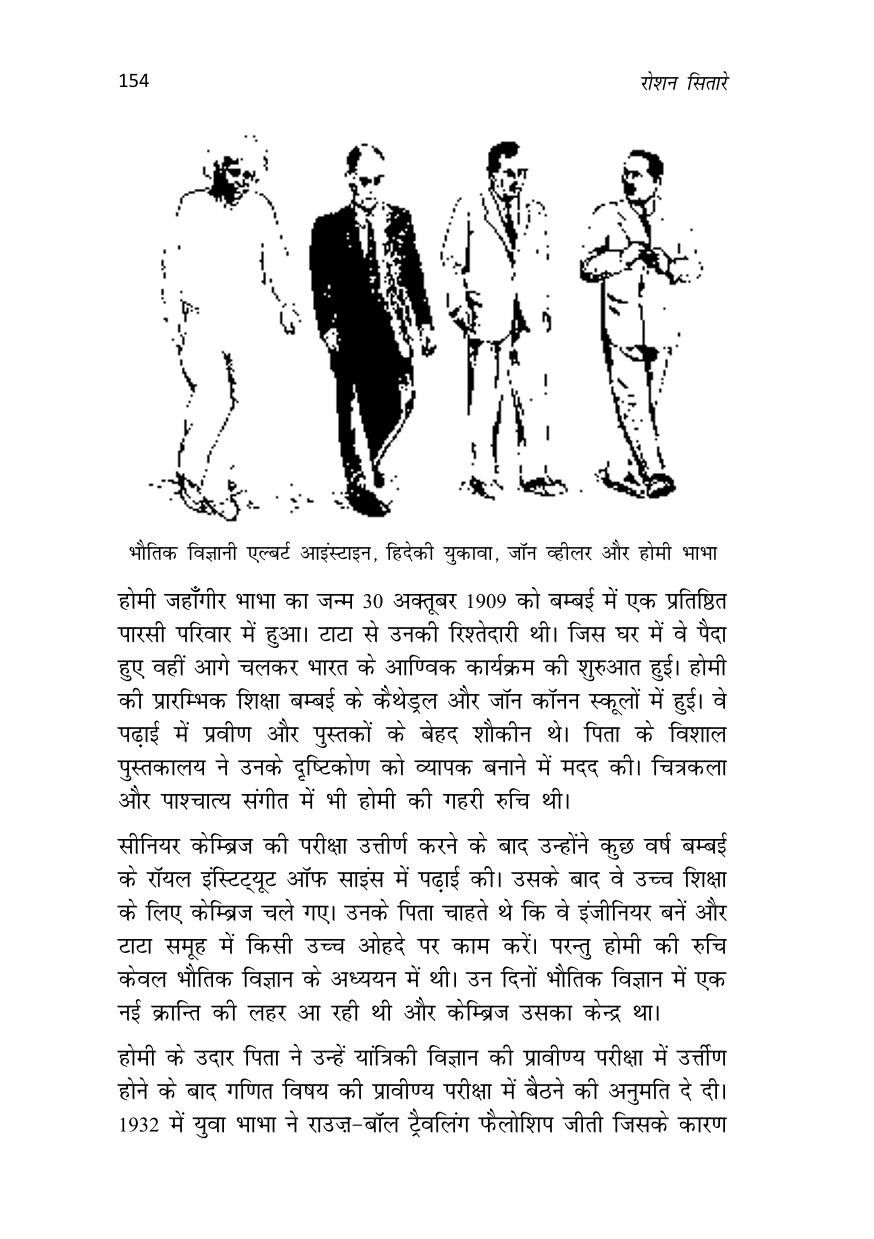 154 रोशन सितारे
भौतिक विज्ञानी एल्बर्ट आइंस्टाइन, हिदेकी युकावा, जॉन व्हीलर और होमी भाभा
होमी जहाँगीर भाभा का जन्म 30 अक्तूबर 1909 को बम्बई में एक प्रतिष्ठित
पारसी परिवार में हुआ। टाटा से उनकी रिश्तेदारी थी। जिस घर में वे पैदा
हुए वहीं आगे चलकर भारत के आण्विक कार्यक्रम की शुरुआत हुई। होमी
की प्रारम्भिक शिक्षा बम्बई के कैथेड्रल और जॉन कॉनन स्कूलों में हुई। वे
पढ़ाई में प्रवीण और पुस्तकों के बेहद शौकीन थे। पिता के विशाल
पुस्तकालय ने उनके दृष्टिकोण को व्यापक बनाने में मदद की। चित्रकला
और पाश्चात्य संगीत में भी होमी की गहरी रुचि थी।
सीनियर केम्ब्रिज की परीक्षा उत्तीर्ण करने के बाद उन्होंने कुछ वर्ष बम्बई
के रॉयल इंस्टिट्यूट ऑफ साइंस में पढ़ाई की। उसके बाद वे उच्च शिक्षा
के लिए केम्ब्रिज चले गए। उनके पिता चाहते थे कि वे इंजीनियर बनें और
टाटा समूह में किसी उच्च ओहदे पर काम करें। परन्तु होमी की रुचि
केवल भौतिक विज्ञान के अध्ययन में थी। उन दिनों भौतिक विज्ञान में एक
नई क्रान्ति की लहर आ रही थी और केम्ब्रिज उसका केन्द्र था।
होमी के उदार पिता ने उन्हें यांत्रिकी विज्ञान की प्रावीण्य परीक्षा में उर्त्तीण
होने के बाद गणित विषय की प्रावीण्य परीक्षा में बैठने की अनुमति दे दी।
1932 में युवा भाभा ने राउज़-बॉल ट्रैवलिंग फैलोशिप जीती जिसके कारण